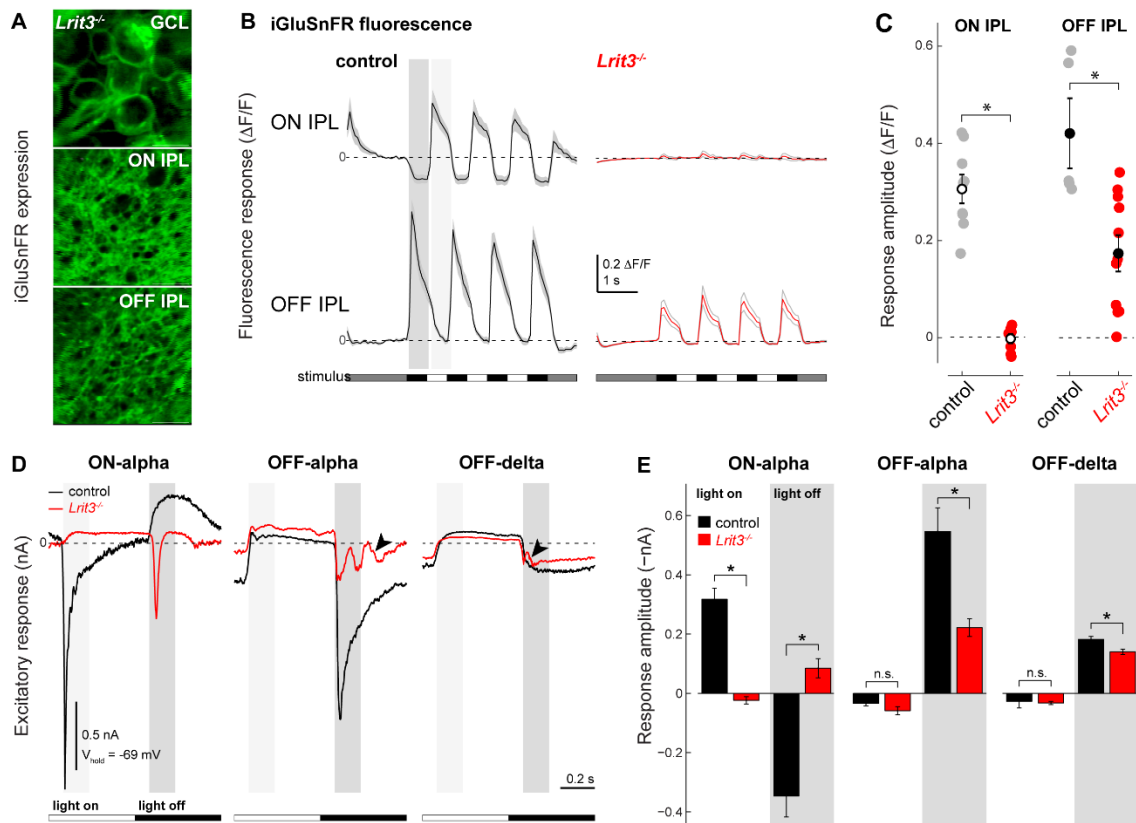 A
Lrit3-/-
GCL
ON IPL
OFF IPL
iGluSnFR expression
B
iGluSnFR fluorescence
control
Lrit3-/-
Fluorescence response (ΔF/F)
ON IPL
0
OFF IPL
0
0.2 ΔF/F
1 s
stimulus
C
ON IPL
OFF IPL
Response amplitude (ΔF/F)
0.4
0.2
0
*
*
control
Lrit3-/-
control
Lrit3-/-
D
ON-alpha
OFF-alpha
OFF-delta
control
Lrit3-/-
Excitatory response (nA)
0
0.5 nA
Vhold = -69 mV
0.2 s
light on
light off
E
ON-alpha
OFF-alpha
OFF-delta
light on
light off
control
Lrit3-/-
Response amplitude (−nA)
0.6
0.4
0.2
0
−0.2
−0.4
*
*
n.s.
*
n.s.
*